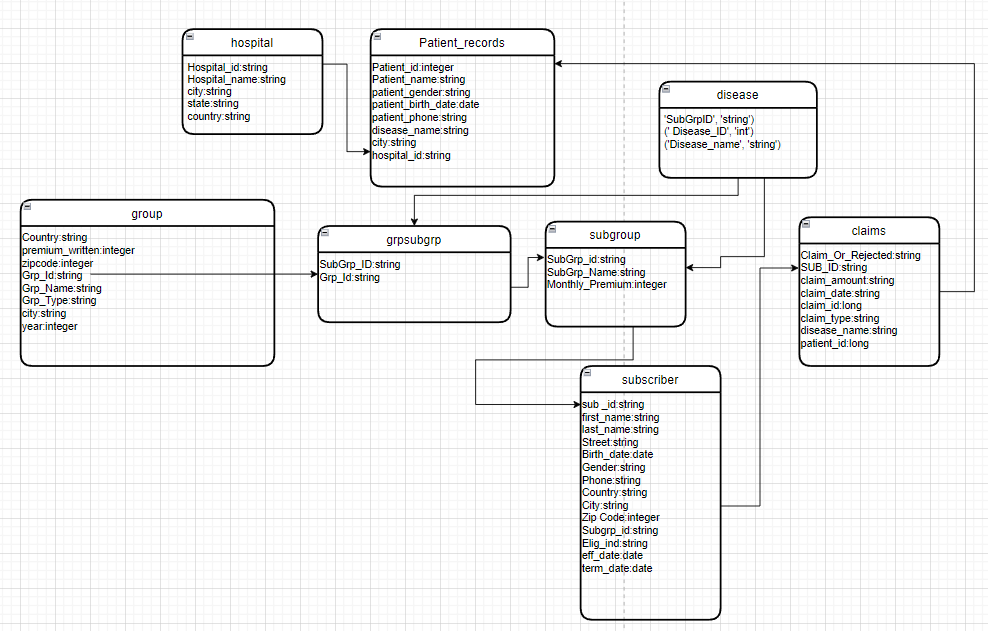 hospital
Hospital_id:string
Hospital_name:string
city:string
state:string
country:string
Patient_records
Patient_id:integer
Patient_name:string
patient_gender:string
patient_birth_date:date
patient_phone:string
disease_name:string
city:string
hospital_id:string
disease
'SubGrpID', 'string')
(' Disease_ID', 'int')
('Disease_name', 'string')
group
Country:string
premium_written:integer
zipcode:integer
Grp_Id:string
Grp_Name:string
Grp_Type:string
city:string
year:integer
grpsubgrp
SubGrp_ID:string
Grp_Id:string
subgroup
SubGrp_id:string
SubGrp_Name:string
Monthly_Premium:integer
claims
Claim_Or_Rejected:string
SUB_ID:string
claim_amount:string
claim_date:string
claim_id:long
claim_type:string
disease_name:string
patient_id:long
subscriber
sub _id:string
first_name:string
last_name:string
Street:string
Birth_date:date
Gender:string
Phone:string
Country:string
City:string
Zip Code:integer
Subgrp_id:string
Elig_ind:string
eff_date:date
term_date:date